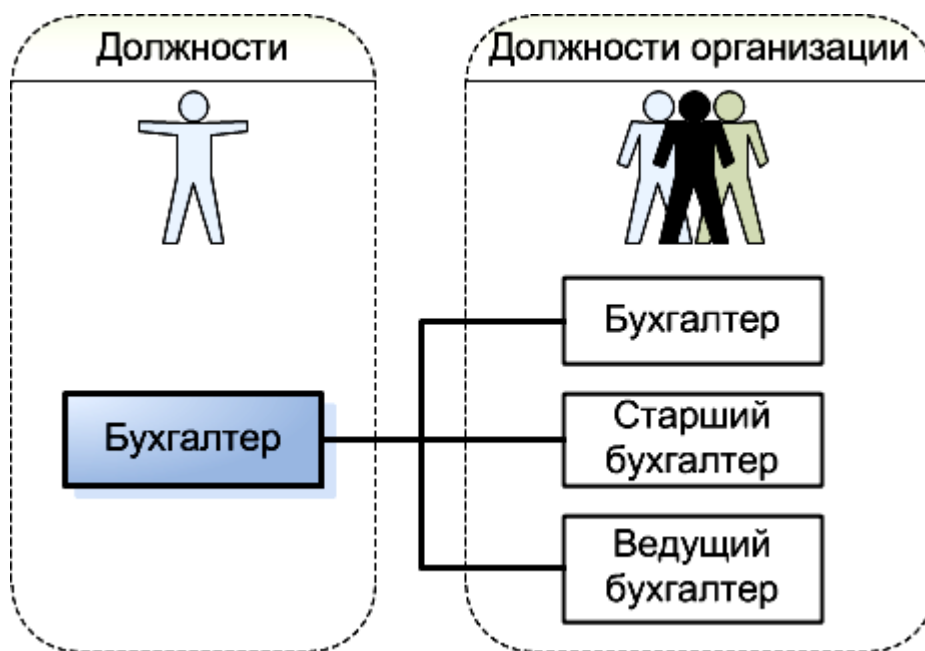 Должности
Должности организации
Бухгалтер
Бухгалтер
Старший
бухгалтер
Ведущий
бухгалтер